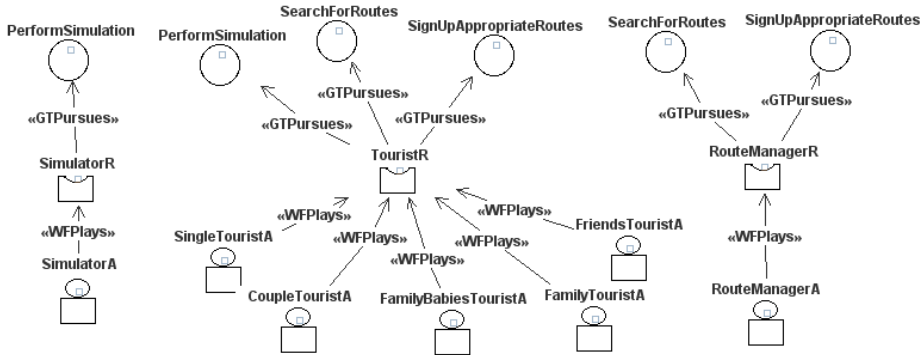 SearchForRoutes
SignUpAppropriateRoutes
PerformSimulation
PerformSimulation
SignUpAppropriateRoutes
SearchForRoutes
«GTPursues»
«GTPursues»
«GTPursues»
«GTPursues»
«GTPursues»
«GTPursues»
SimulatorR
TouristR
RouteManagerR
«WFPlays»
«WFPlays»
«WFPlays»
«WFPlays»
«WFPlays»
«WFPlays»
«WFPlays»
SingleTouristA
FriendsTouristA
SimulatorA
CoupleTouristA
FamilyBabiesTouristA
FamilyTouristA
RouteManagerA